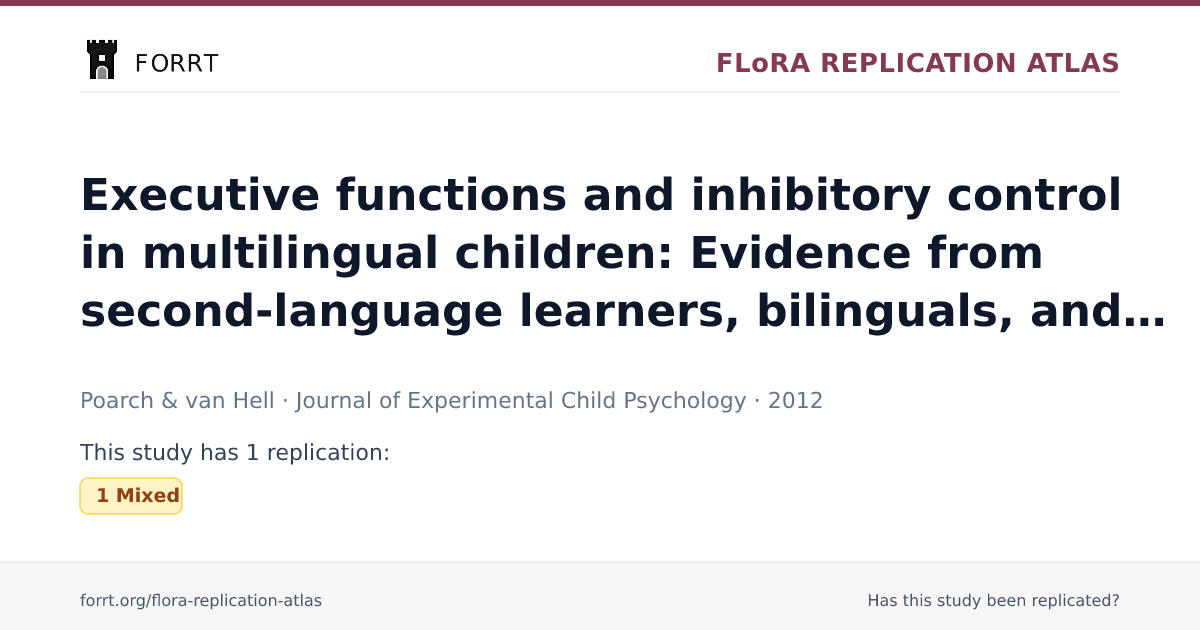 FORRT
FLoRA REPLICATION ATLAS
Executive functions and inhibitory control
in multilingual children: Evidence from
second-language learners, bilinguals, and…
Poarch & van Hell · Journal of Experimental Child Psychology · 2012
This study has 1 replication:
1 Mixed
forrt.org/flora-replication-atlas
Has this study been replicated?